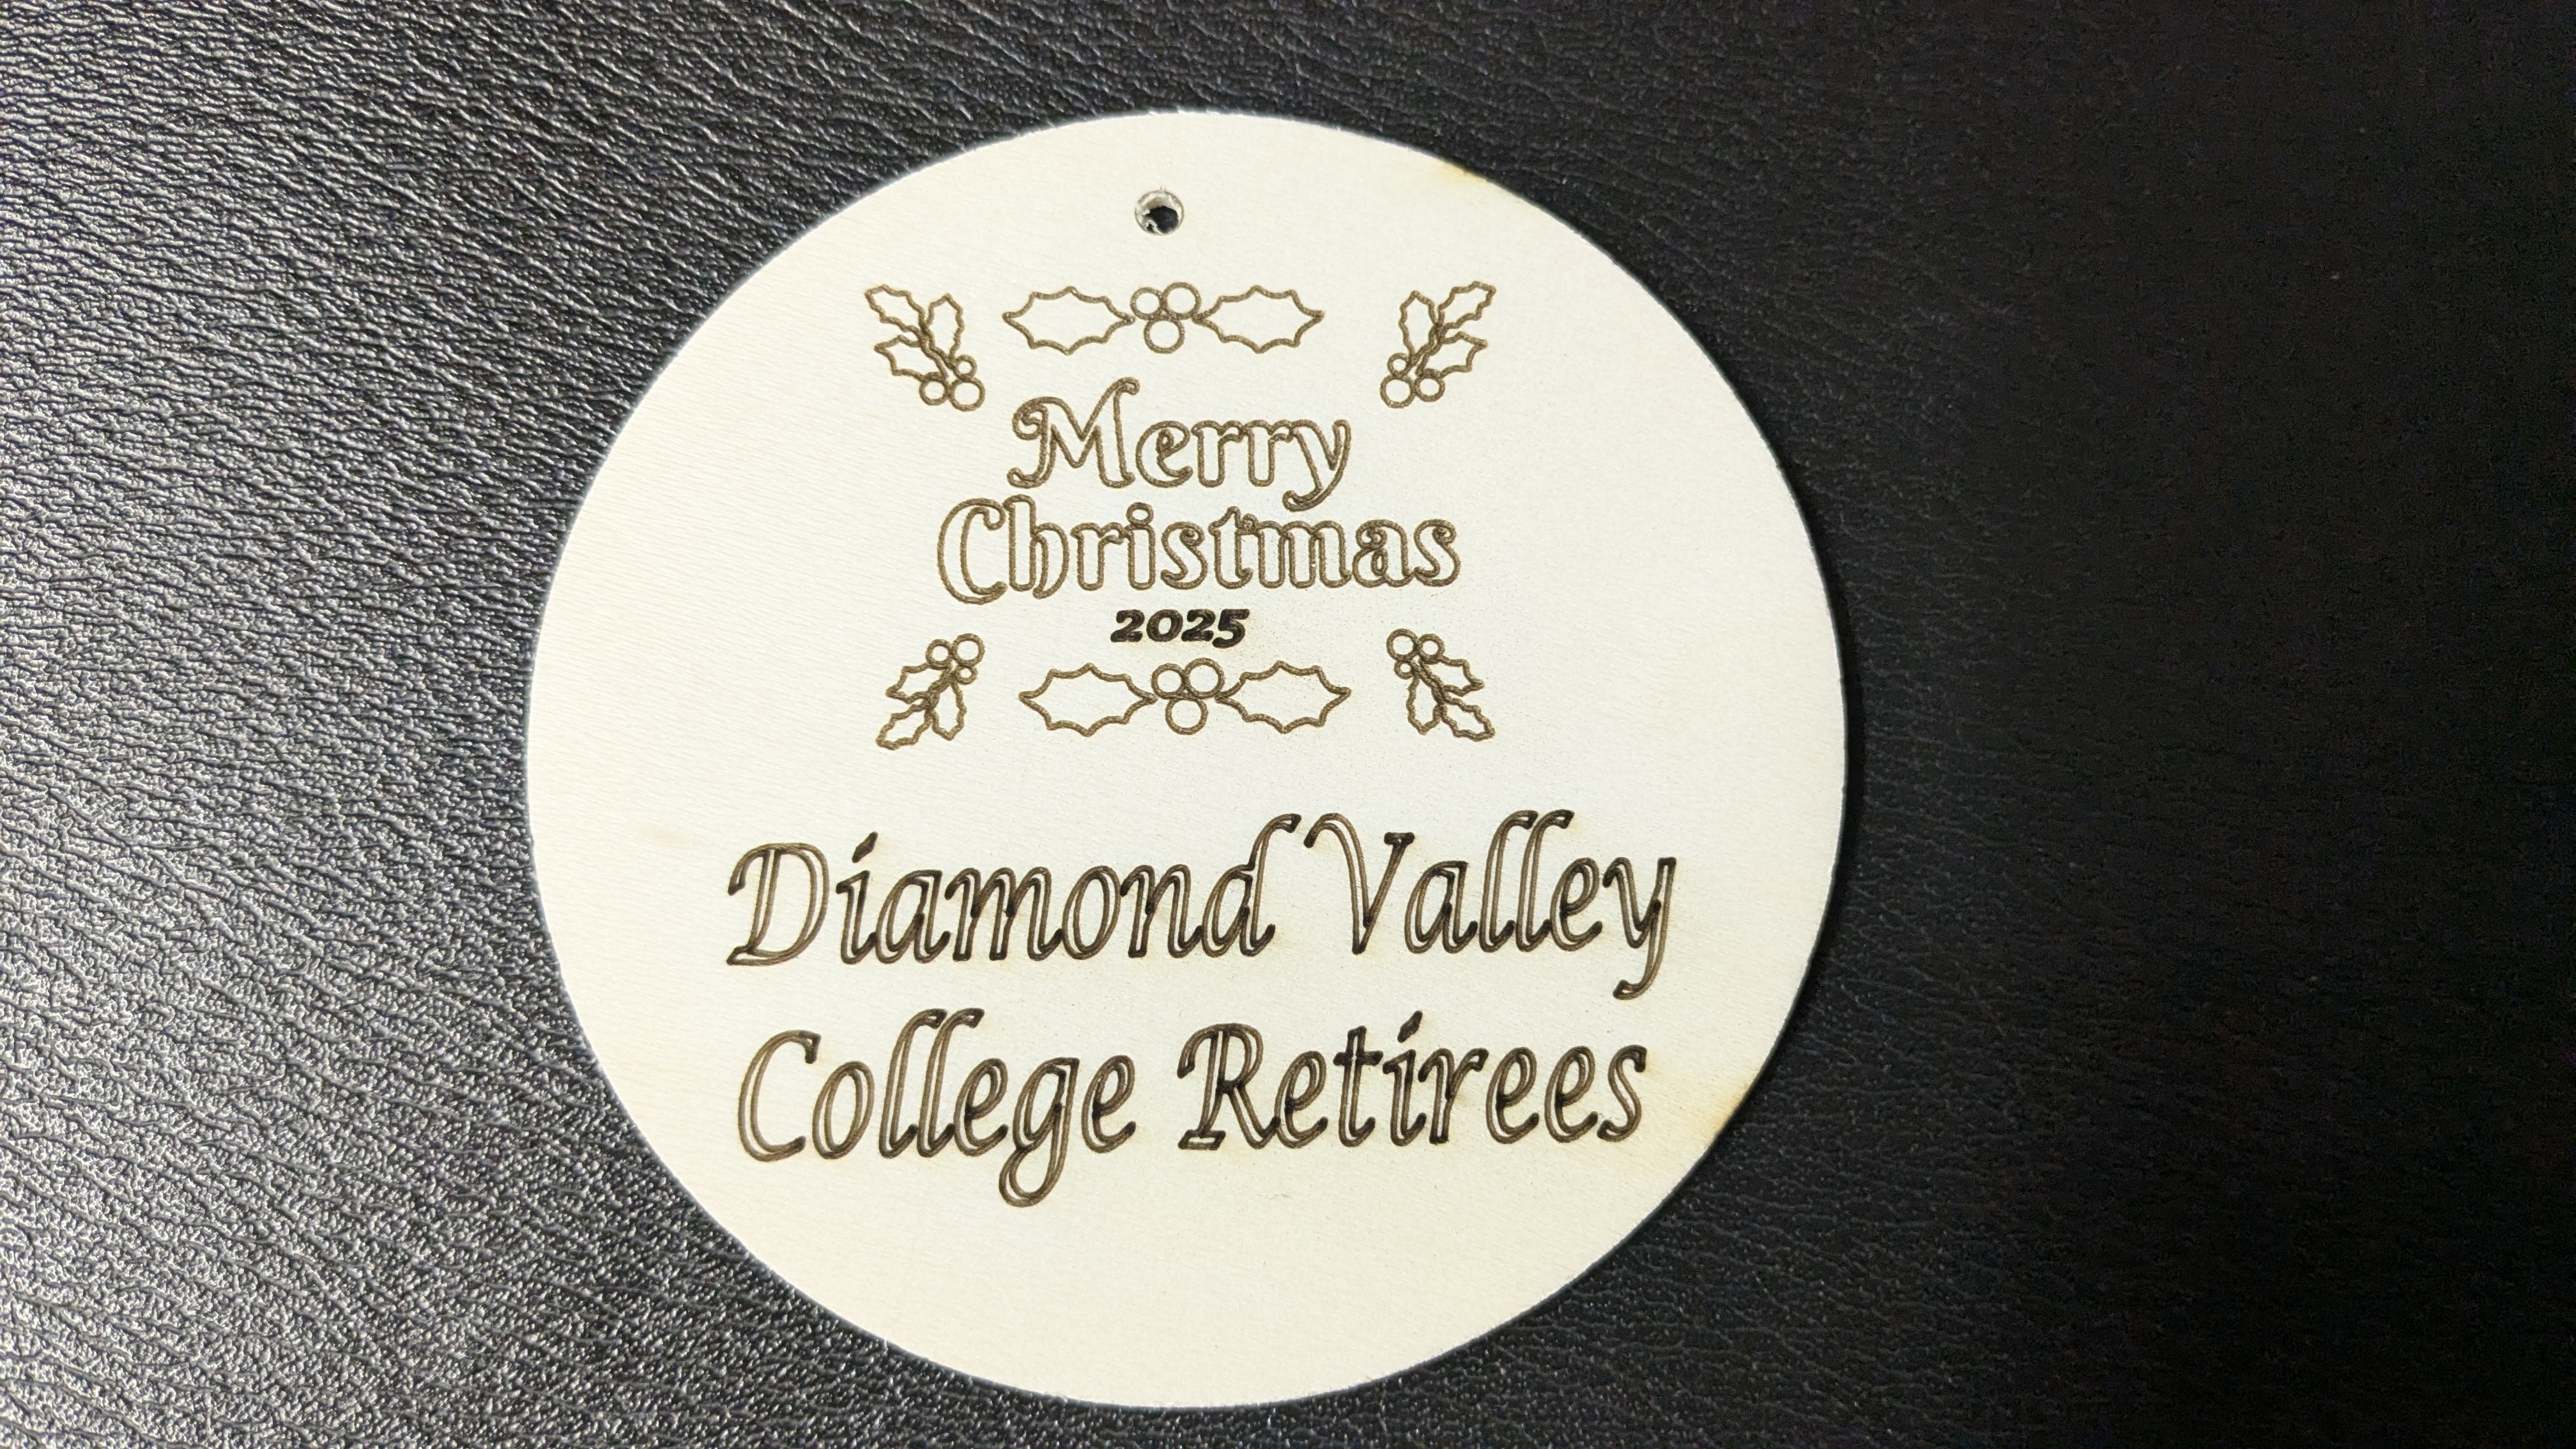 Merry
Christmas
2025
Diamond Valley
College Retirees